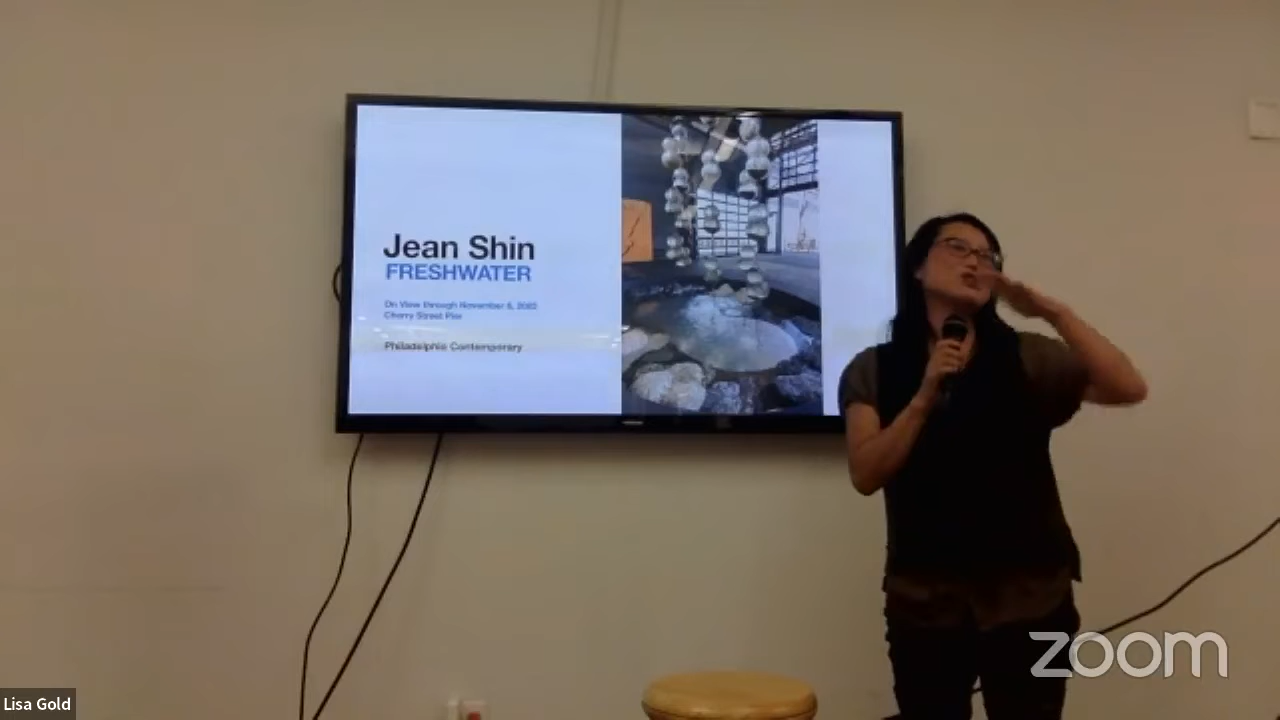 Jean Shin
FRESHWATER
On View through November 6, 2022
Cherry Street Pier
Philadelphia Contemporary
zoom
Lisa Gold